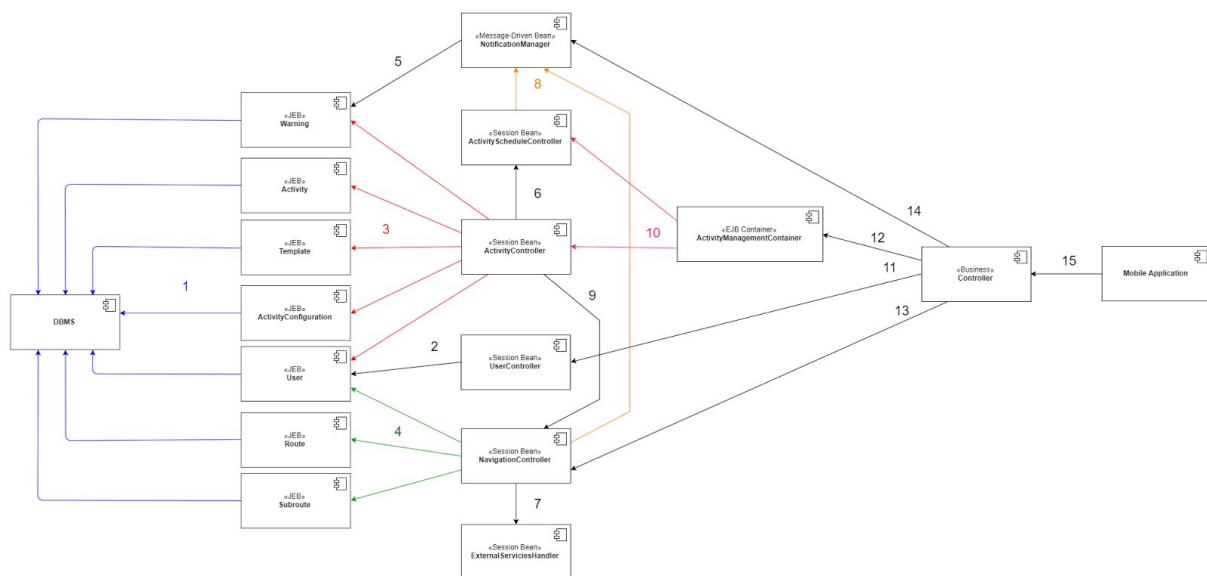 «Message-Driven Bean»
NotificationManager
5
8
«JEB»
Warning
«Session Bean»
ActivityScheduleController
«JEB»
Activity
6
14
«JEB»
Template
3
«Session Bean»
ActivityController
10
«EJB Container»
ActivityManagementContainer
12
«Business»
Controller
15
Mobile Application
11
1
9
DBMS
«JEB»
ActivityConfiguration
13
2
«JEB»
User
«Session Bean»
UserController
«JEB»
Route
4
«Session Bean»
NavigationController
«JEB»
Subroute
7
«Session Bean»
ExternalServiciesHandler